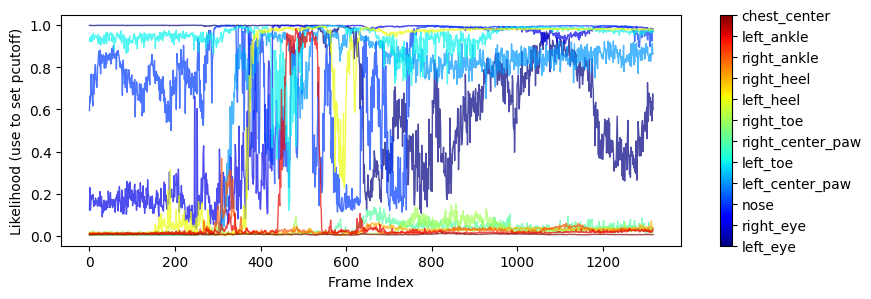 Likelihood (use to set pcutoff)
1.0
0.8
0.6
0.4
0.2
0.0
0
200
400
600
800
1000
1200
Frame Index
chest_center
left_ankle
right_ankle
right_heel
left_heel
right_toe
right_center_paw
left_toe
left_center_paw
nose
right_eye
left_eye